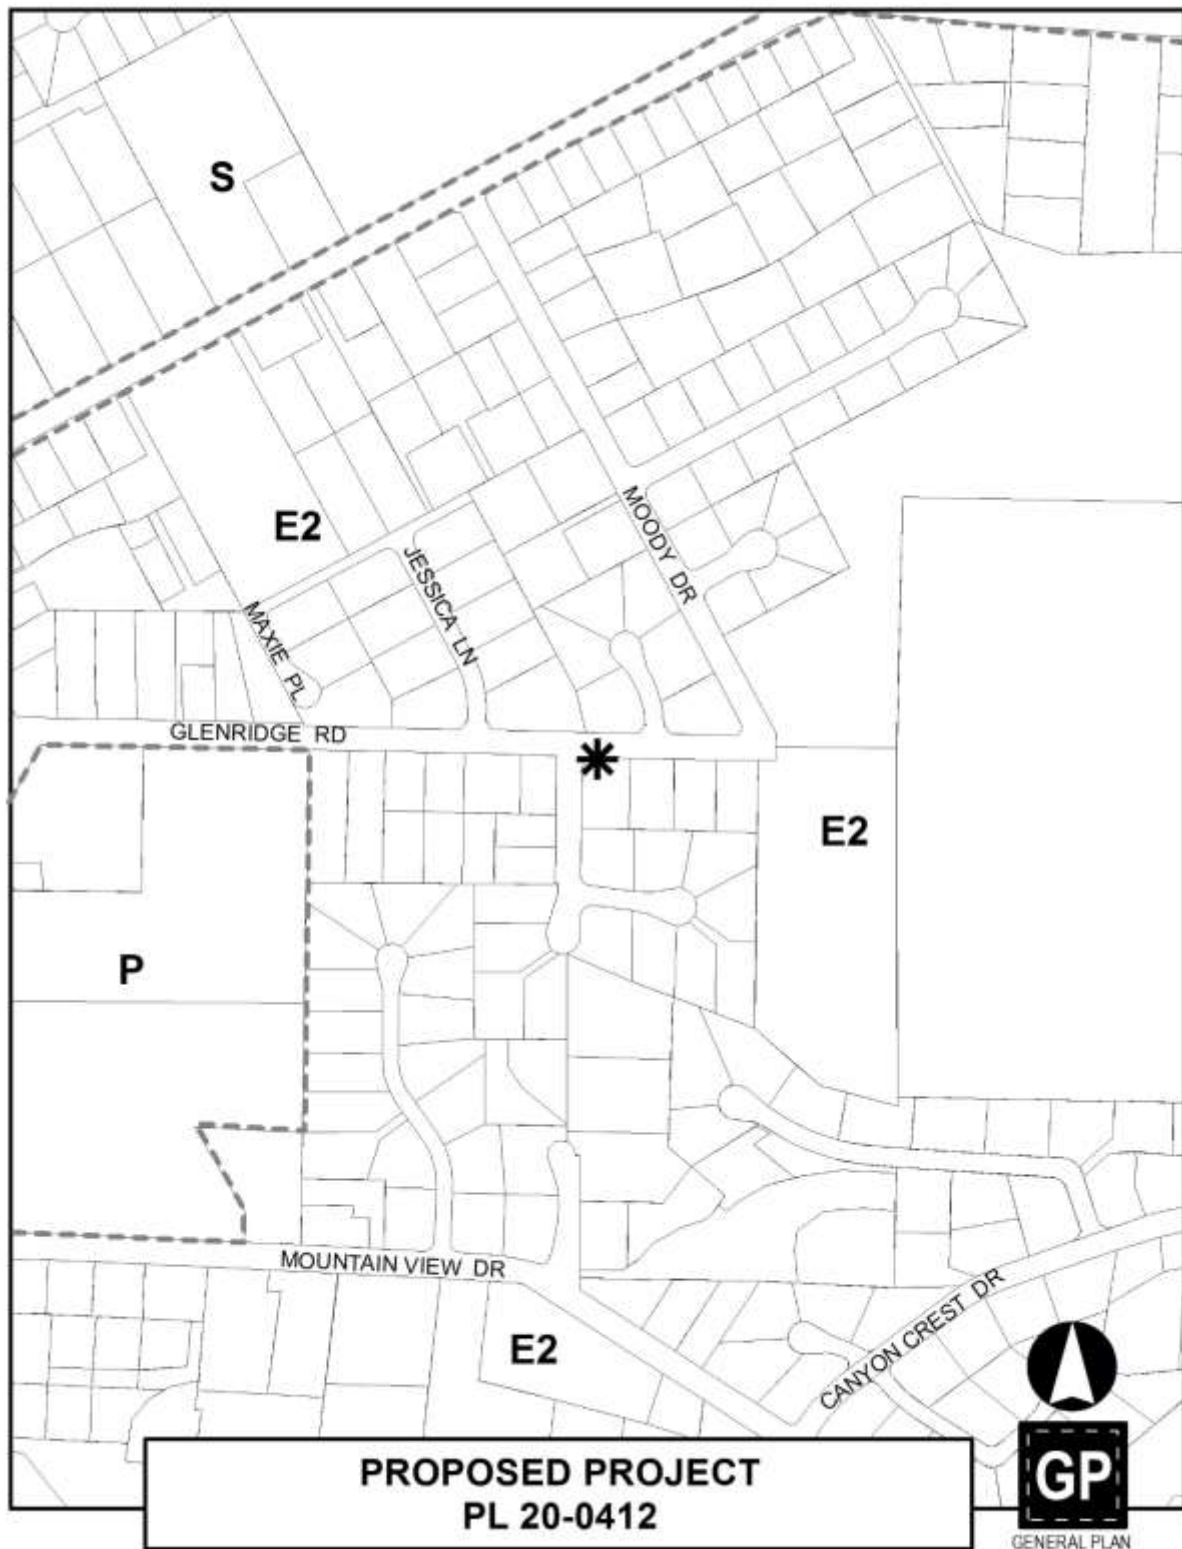 S
E2
MOODY DR
JESSICA LN
MAXIE PL
GLENRIDGE RD
E2
P
MOUNTAIN VIEW DR
E2
CANYON CREST DR
PROPOSED PROJECT
PL 20-0412
GP
GENERAL PLAN